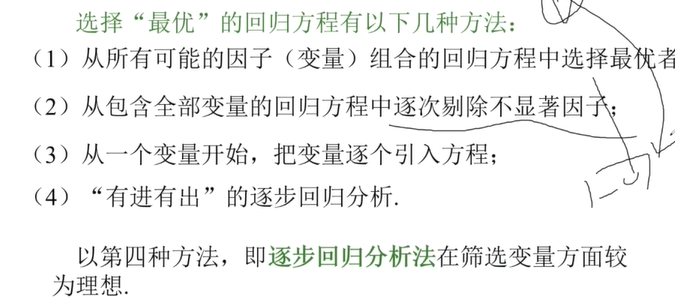 选择“最优”的回归方程有以下几种方法：
（1）从所有可能的因子（变量）组合的回归方程中选择最优者
（2）从包含全部变量的回归方程中逐次剔除不显著因子；
（3）从一个变量开始，把变量逐个引入方程；
（4）“有进有出”的逐步回归分析.
以第四种方法，即逐步回归分析法在筛选变量方面较
为理想.